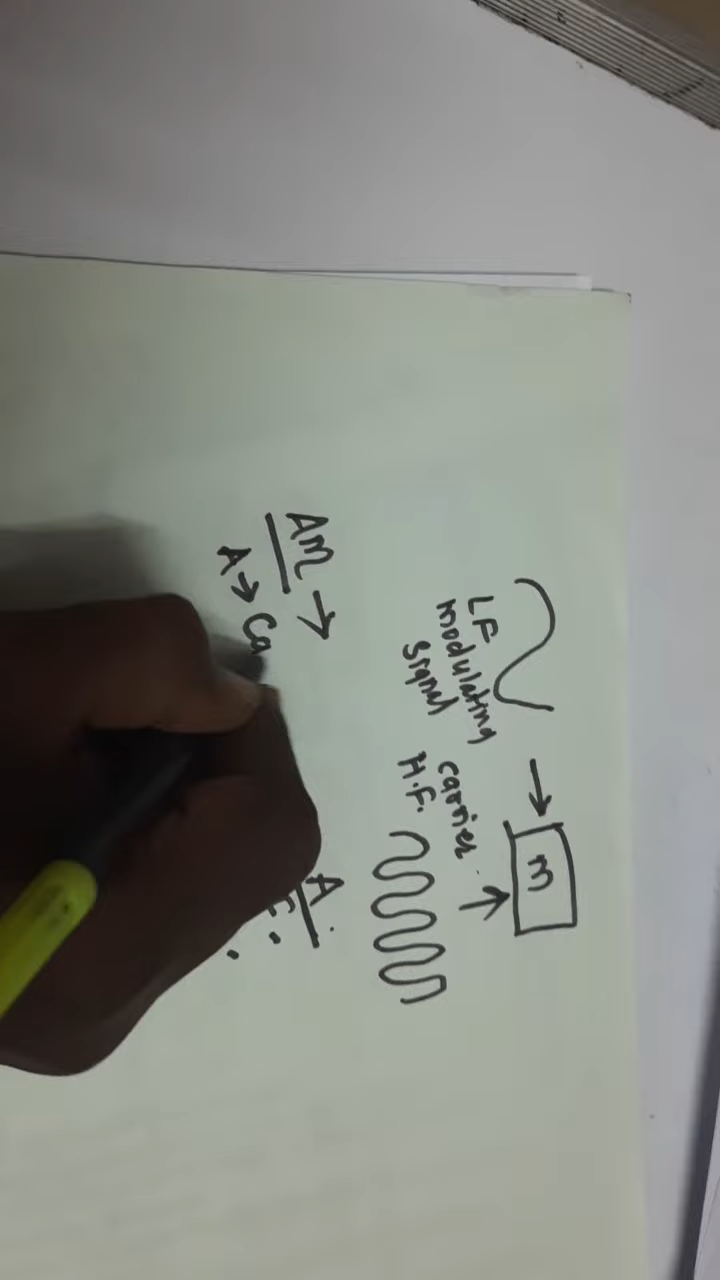 m
LF
modulating
signal
carrier
H.F.
AM →
A → Ca
A